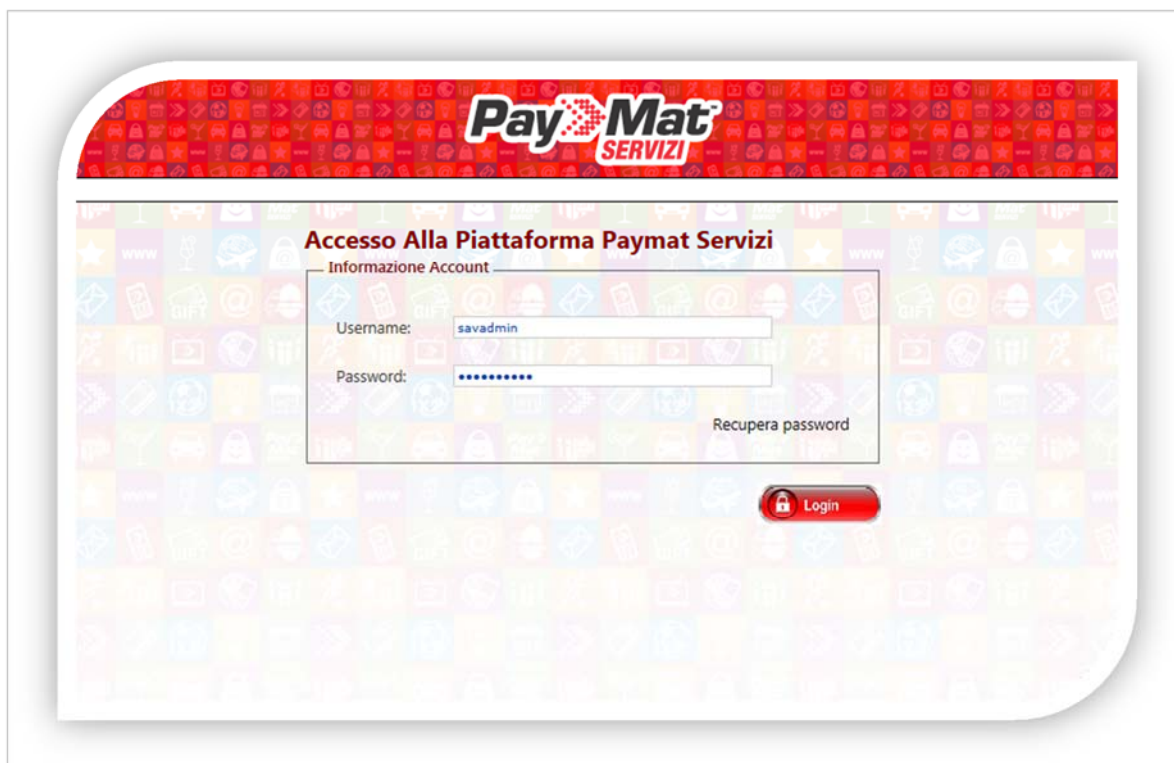 Pay Mat
SERVIZI
Accesso Alla Piattaforma Paymat Servizi
Informazione Account
Username:
savadmin
Password:
••••••••••
Recupera password
Login